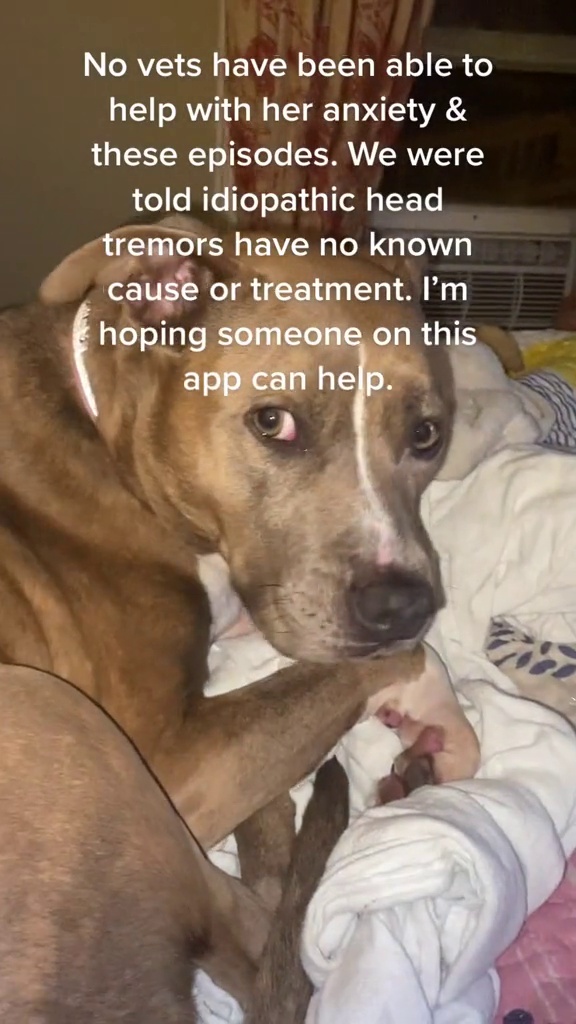 No vets have been able to
help with her anxiety &
these episodes. We were
told idiopathic head
tremors have no known
cause or treatment. I’m
hoping someone on this
app can help.